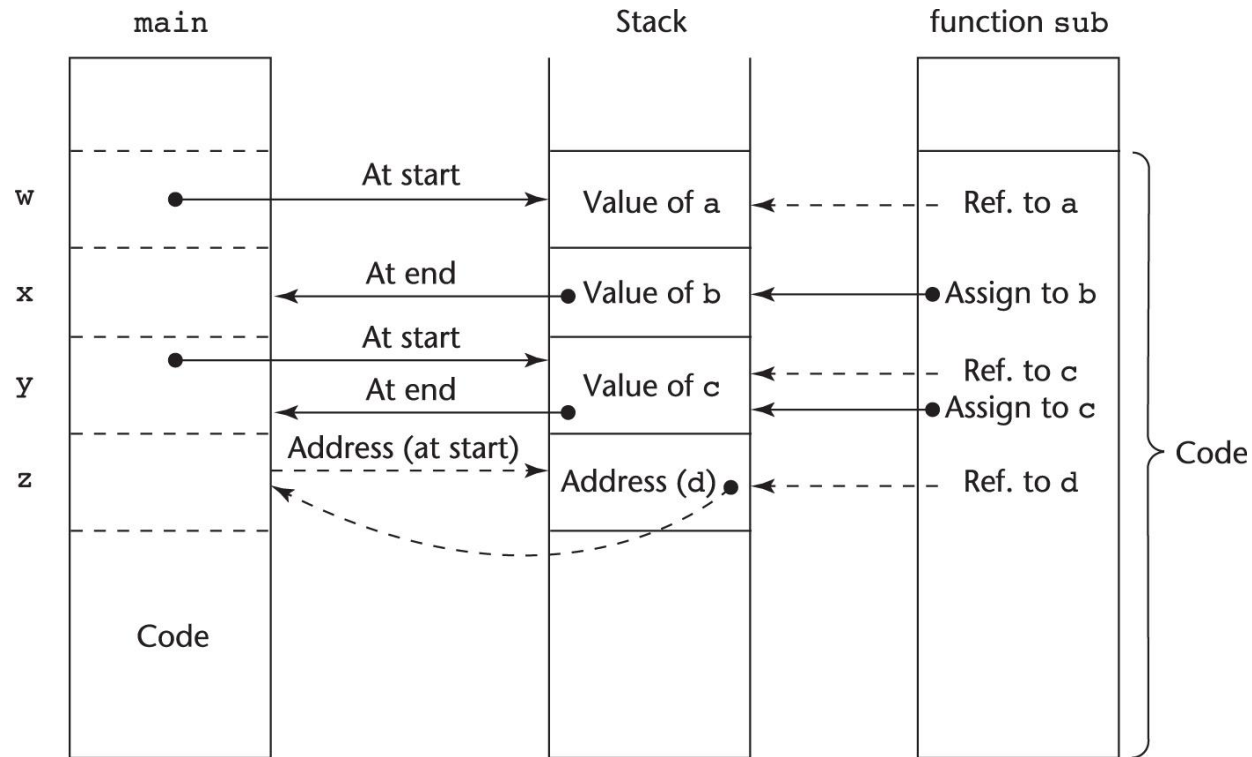 main
Stack
function sub
w
At start
Value of a
Ref. to a
x
At end
Value of b
Assign to b
y
At start
At end
Value of c
Ref. to c
Assign to c
z
Address (at start)
Address (d)
Ref. to d
Code
Code